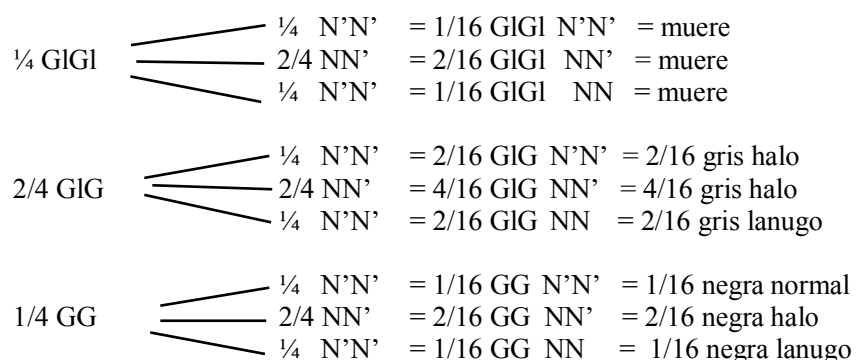 ¼ N’N’ = 1/16 GlGl N’N’ = muere
¼ GlGl 2/4 NN’ = 2/16 GlGl NN’ = muere
¼ N’N’ = 1/16 GlGl NN = muere
¼ N’N’ = 2/16 GlG N’N’ = 2/16 gris halo
2/4 GlG 2/4 NN’ = 4/16 GlG NN’ = 4/16 gris halo
¼ N’N’ = 2/16 GlG NN = 2/16 gris lanugo
¼ N’N’ = 1/16 GG N’N’ = 1/16 negra normal
1/4 GG 2/4 NN’ = 2/16 GG NN’ = 2/16 negra halo
¼ N’N’ = 1/16 GG NN = 1/16 negra lanugo